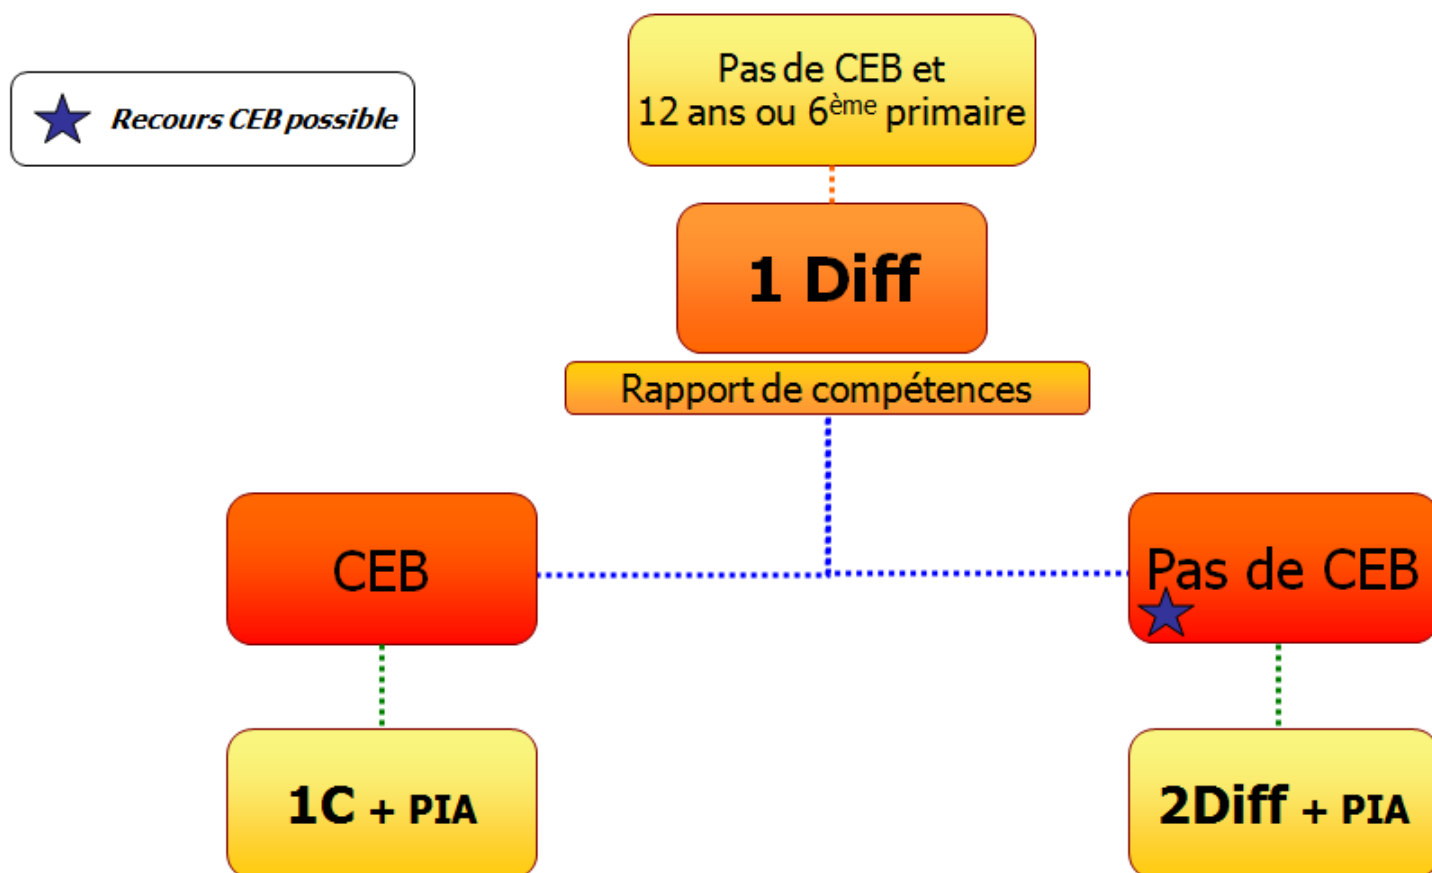 Pas de CEB et
12 ans ou 6ème primaire
Recours CEB possible
1 Diff
Rapport de compétences
CEB
Pas de CEB
1C + PIA
2Diff + PIA